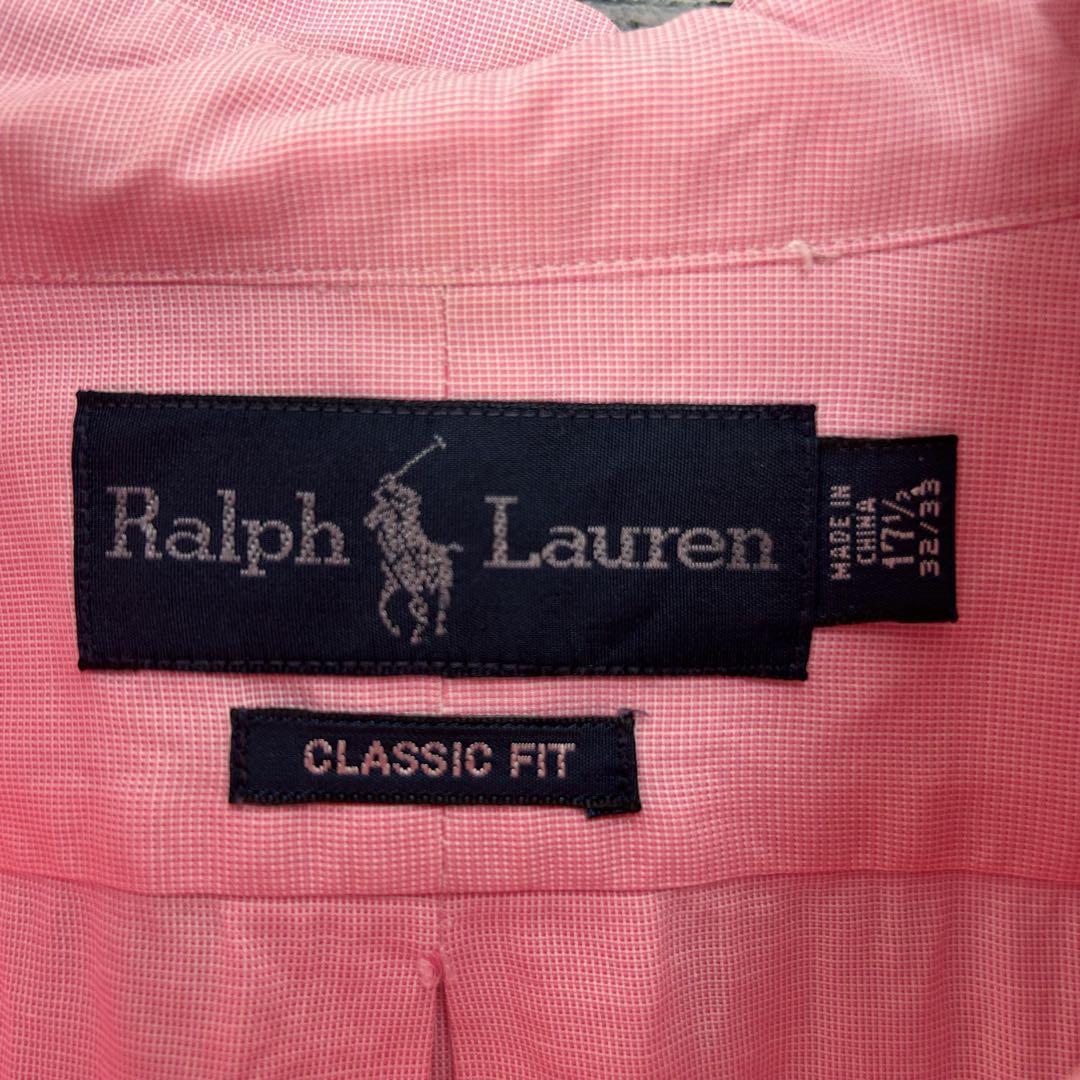 Ralph Lauren
MADE IN
CHINA
17 1/2
32/33
CLASSIC FIT